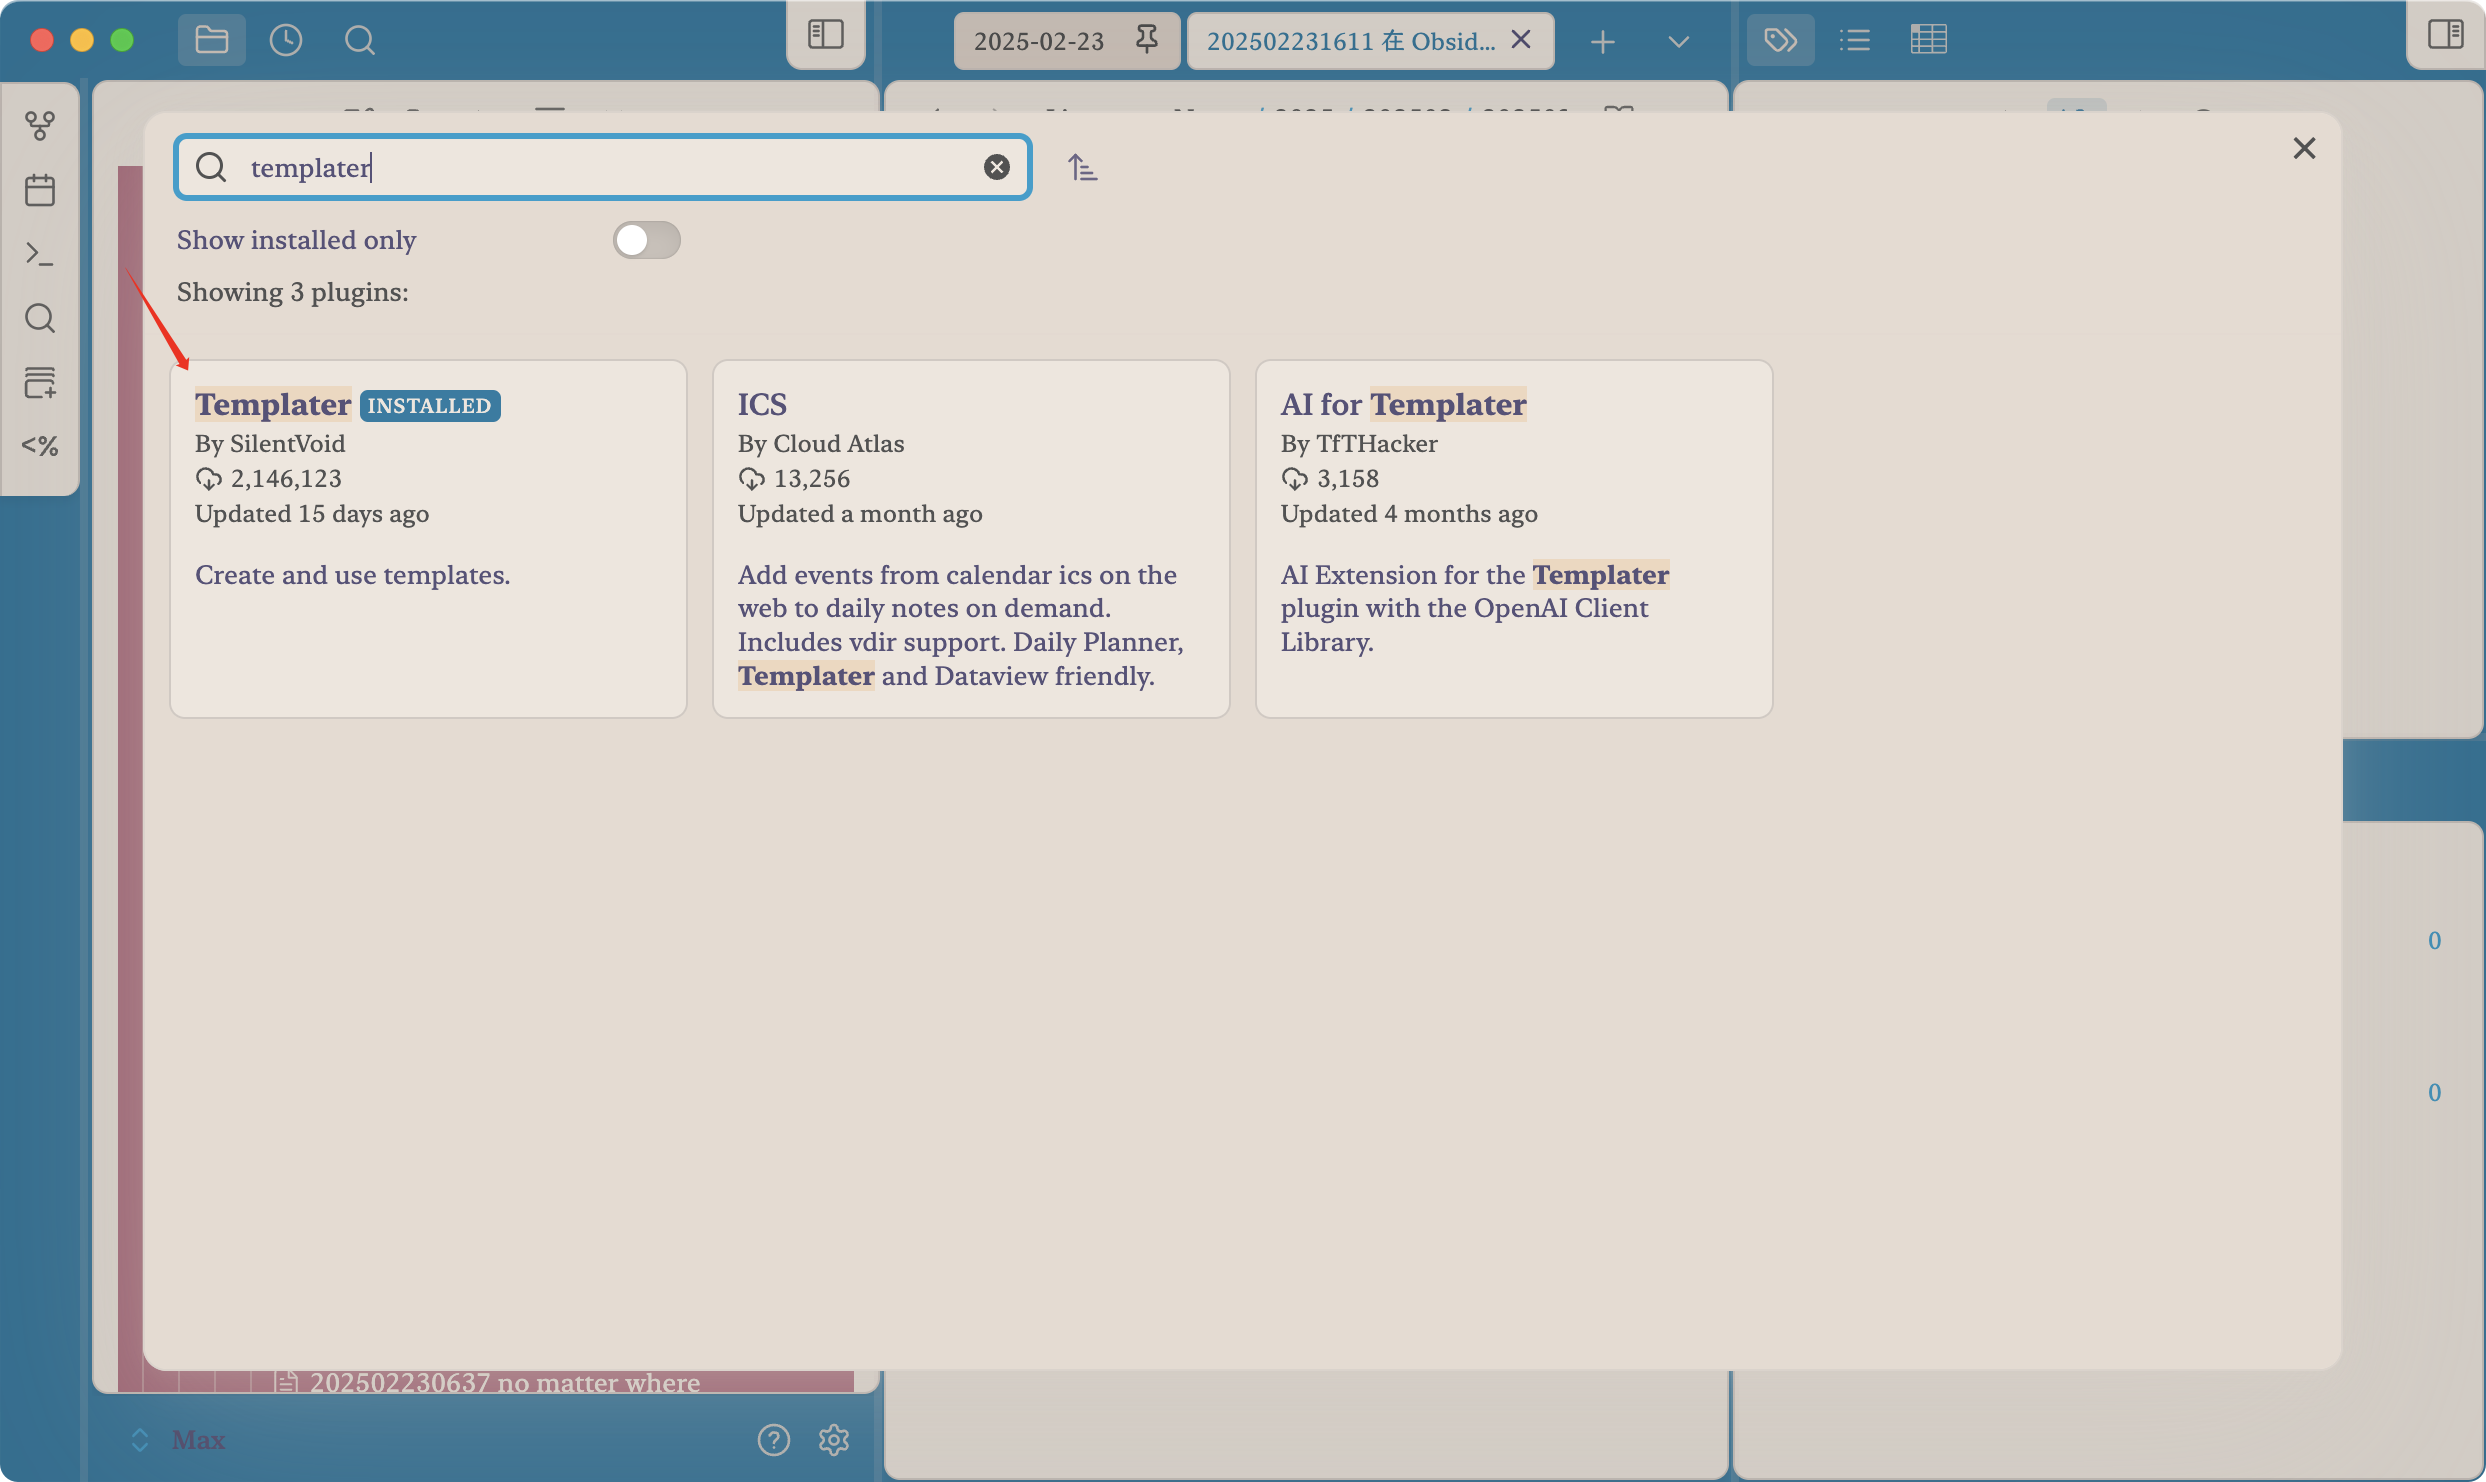 2025-02-23
202502231611 在 Obsid...
templater
Show installed only
Showing 3 plugins:
Templater INSTALLED
By SilentVoid
2,146,123
Updated 15 days ago
Create and use templates.
ICS
By Cloud Atlas
13,256
Updated a month ago
Add events from calendar ics on the
web to daily notes on demand.
Includes vdir support. Daily Planner,
Templater and Dataview friendly.
AI for Templater
By TfTHacker
3,158
Updated 4 months ago
AI Extension for the Templater
plugin with the OpenAI Client
Library.
<%
0
0
202502230637 no matter where
Max